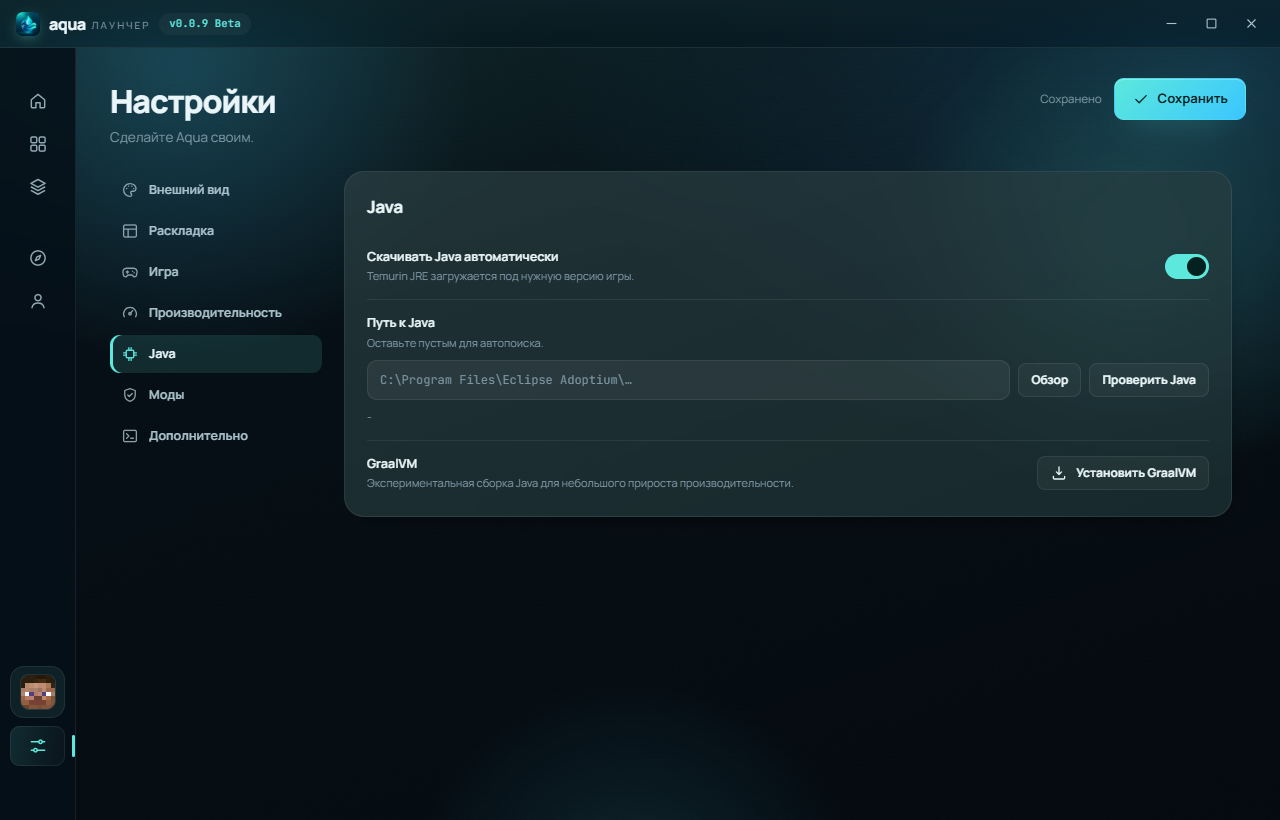 aqua ЛАУНЧЕР v0.0.9 Beta
Настройки
Сделайте Aqua своим.
Сохранено
Сохранить
Внешний вид
Раскладка
Игра
Производительность
Java
Моды
Дополнительно
Java
Скачивать Java автоматически
Temurin JRE загружается под нужную версию игры.
Путь к Java
Оставьте пустым для автопоиска.
C:\Program Files\Eclipse Adoptium\…
Обзор
Проверить Java
-
GraalVM
Экспериментальная сборка Java для небольшого прироста производительности.
Установить GraalVM